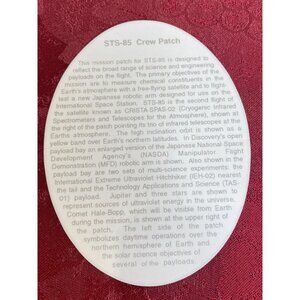 STS-85 Crew Patch
This mission patch for STS-85 is designed to
reflect the broad range of science and engineering
payloads on the flight. The primary objectives of the
mission are to measure chemical constituents in the
Earth's atmosphere with a free-flying satellite and to flight-
test a new Japanese robotic arm designed for use on the
International Space Station. STS-85 is the second flight of
the satellite known as CRISTA-SPAS-02 (Cryogenic Infrared
Spectrometers and Telescopes for the Atmosphere), shown at
the right of the patch pointing its trio of infrared telescopes at the
Earth's atmosphere. The high inclination orbit is shown as a
yellow band over Earth's northern latitudes. In Discovery's open
payload bay an enlarged version of the Japanese National Space
Development Agency's (NASDA) Manipulator Flight
Demonstration (MFD) robotic arm is shown. Also shown in the
payload bay are two sets of multi-science experiments: the
International Extreme Ultraviolet Hitchhiker (IEH-02) nearest
the tail and the Technology Applications and Science (TAS-
01) payload. Jupiter and three stars are shown to
represent sources of ultraviolet energy in the universe.
Comet Hale-Bopp, which will be visible from Earth
during the mission, is shown at the upper right of
the patch. The left side of the patch
symbolizes daytime operations over the
northern hemisphere of Earth and
the solar science objectives of
several of the payloads.